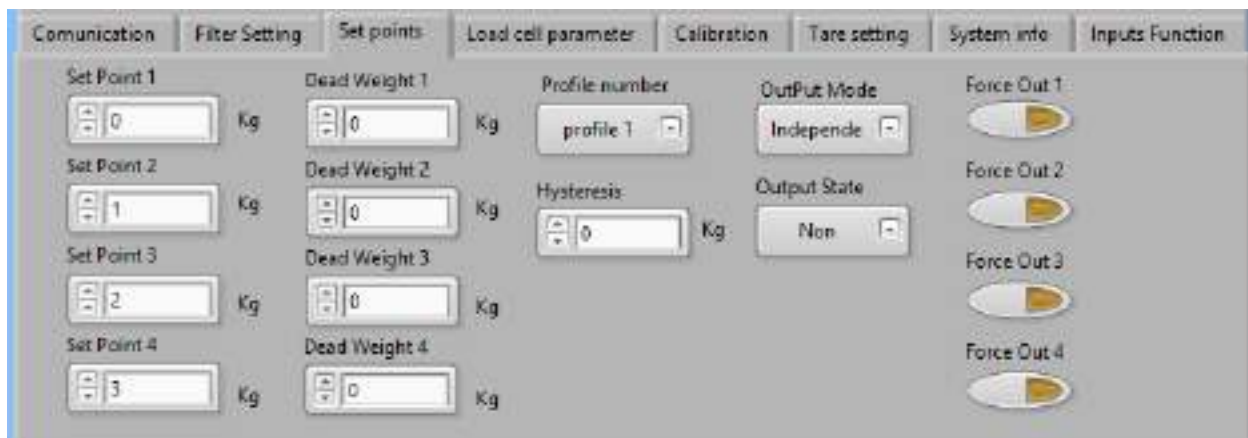 Comunication Filter Setting Set points Load cell parameter Calibration Tare setting System info Inputs Function
Set Point 1 Dead Weight 1 Profile number OutPut Mode Force Out 1
0 Kg 0 Kg profile 1 Independe
Set Point 2 Dead Weight 2 Hysteresis Output State Force Out 2
1 Kg 0 Kg 0 Kg Non
Set Point 3 Dead Weight 3 Force Out 3
2 Kg 0 Kg
Set Point 4 Dead Weight 4 Force Out 4
3 Kg 0 Kg